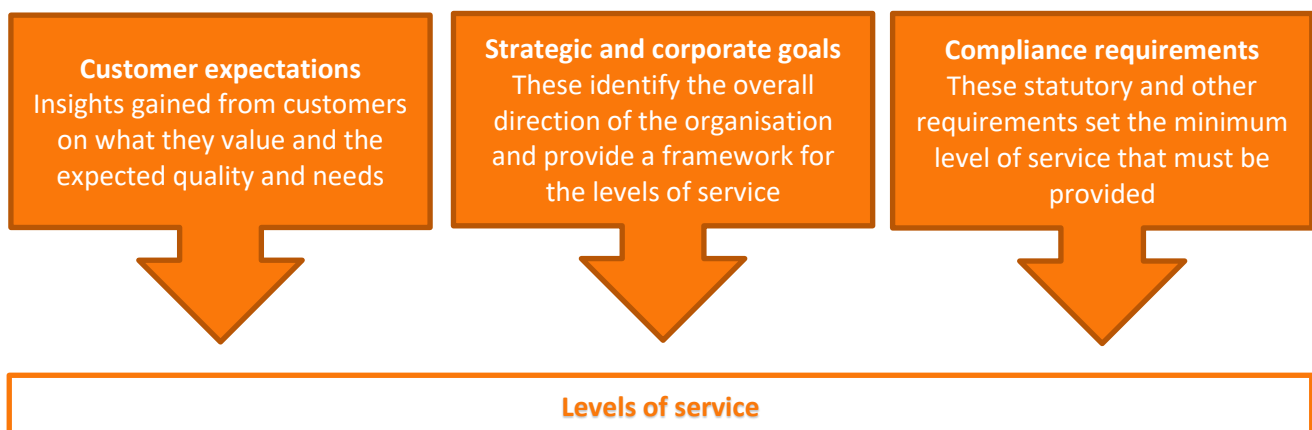 Customer expectations
Insights gained from customers
on what they value and the
expected quality and needs
Strategic and corporate goals
These identify the overall
direction of the organisation
and provide a framework for
the levels of service
Compliance requirements
These statutory and other
requirements set the minimum
level of service that must be
provided
Levels of service